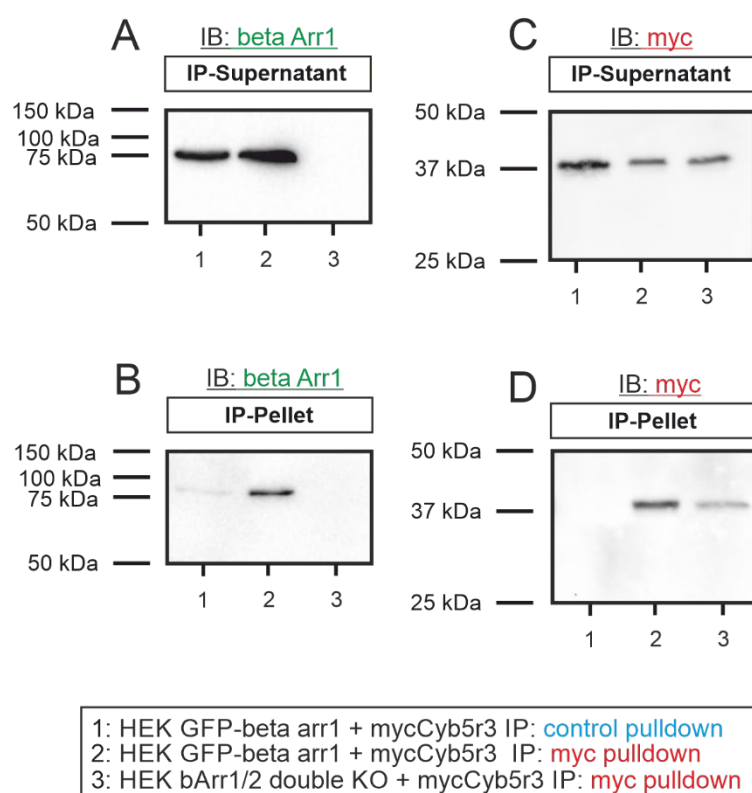 A
IB: beta Arr1
IP-Supernatant
150 kDa
100 kDa
75 kDa
50 kDa
1 2 3
C
IB: myc
IP-Supernatant
50 kDa
37 kDa
25 kDa
1 2 3
B
IB: beta Arr1
IP-Pellet
150 kDa
100 kDa
75 kDa
50 kDa
1 2 3
D
IB: myc
IP-Pellet
50 kDa
37 kDa
25 kDa
1 2 3
1: HEK GFP-beta arr1 + mycCyb5r3 IP: control pulldown
2: HEK GFP-beta arr1 + mycCyb5r3 IP: myc pulldown
3: HEK bArr1/2 double KO + mycCyb5r3 IP: myc pulldown